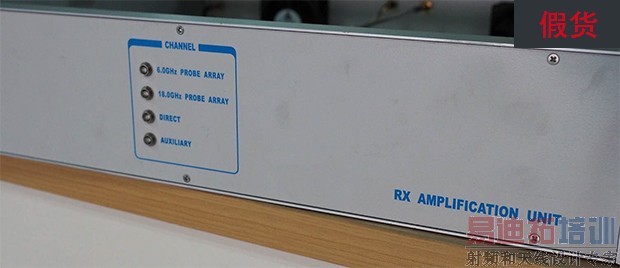 假货
CHANNEL
6.0GHz PROBE ARRAY
18.0GHz PROBE ARRAY
DIRECT
AUXILIARY
RX AMPLIFICATION UNIT
易迪拓培训
射频和天线设计专家